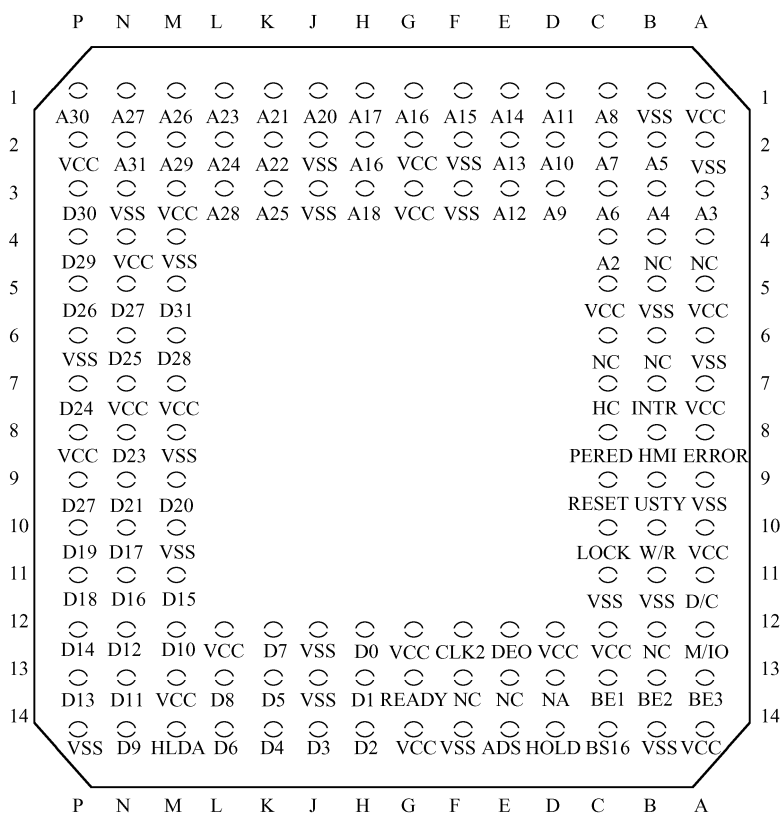 P N M L K J H G F E D C B A
1 1
A30 A27 A26 A23 A21 A20 A17 A16 A15 A14 A11 A8 VSS VCC
2 2
VCC A31 A29 A24 A22 VSS A16 VCC VSS A13 A10 A7 A5 VSS
3 3
D30 VSS VCC A28 A25 VSS A18 VCC VSS A12 A9 A6 A4 A3
4 4
D29 VCC VSS A2 NC NC
5 5
D26 D27 D31 VCC VSS VCC
6 6
VSS D25 D28 NC NC VSS
7 7
D24 VCC VCC HC INTR VCC
8 8
VCC D23 VSS PERED HMI ERROR
9 9
D27 D21 D20 RESET USTY VSS
10 10
D19 D17 VSS LOCK W/R VCC
11 11
D18 D16 D15 VSS VSS D/C
12 12
D14 D12 D10 VCC D7 VSS D0 VCC CLK2 DEO VCC VCC NC M/IO
13 13
D13 D11 VCC D8 D5 VSS D1 READY NC NC NA BE1 BE2 BE3
14 14
VSS D9 HLDA D6 D4 D3 D2 VCC VSS ADS HOLD BS16 VSS VCC
P N M L K J H G F E D C B A